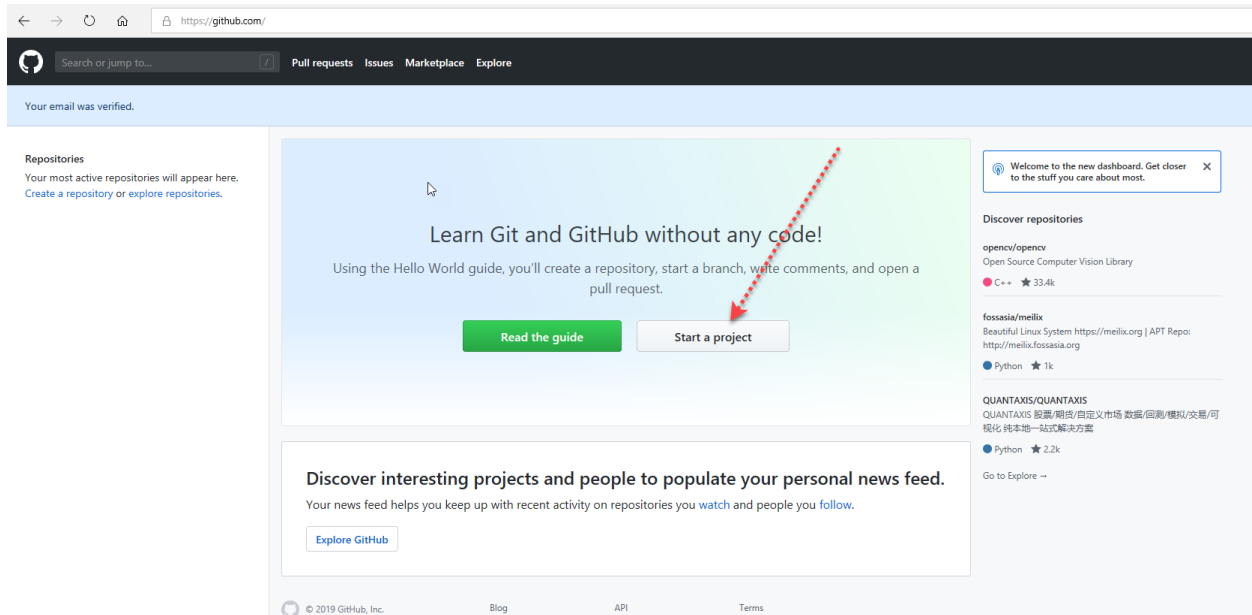 https://github.com/
Search or jump to...
/
Pull requests Issues Marketplace Explore
Your email was verified.
Repositories
Your most active repositories will appear here.
Create a repository or explore repositories.
Learn Git and GitHub without any code!
Using the Hello World guide, you’ll create a repository, start a branch, write comments, and open a
pull request.
Read the guide
Start a project
Discover interesting projects and people to populate your personal news feed.
Your news feed helps you keep up with recent activity on repositories you watch and people you follow.
Explore GitHub
Welcome to the new dashboard. Get closer
to the stuff you care about most.
Discover repositories
opencv/opencv
Open Source Computer Vision Library
C++ 33.4k
fossasia/meilix
Beautiful Linux System https://meilix.org | APT Repo:
http://meilix.fossasia.org
Python 1k
QUANTAXIS/QUANTAXIS
QUANTAXIS 股票/期货/自定义市场 数据/回测/模拟/交易/可
视化 纯本地一站式解决方案
Python 2.2k
Go to Explore →
© 2019 GitHub, Inc.
Blog
API
Terms